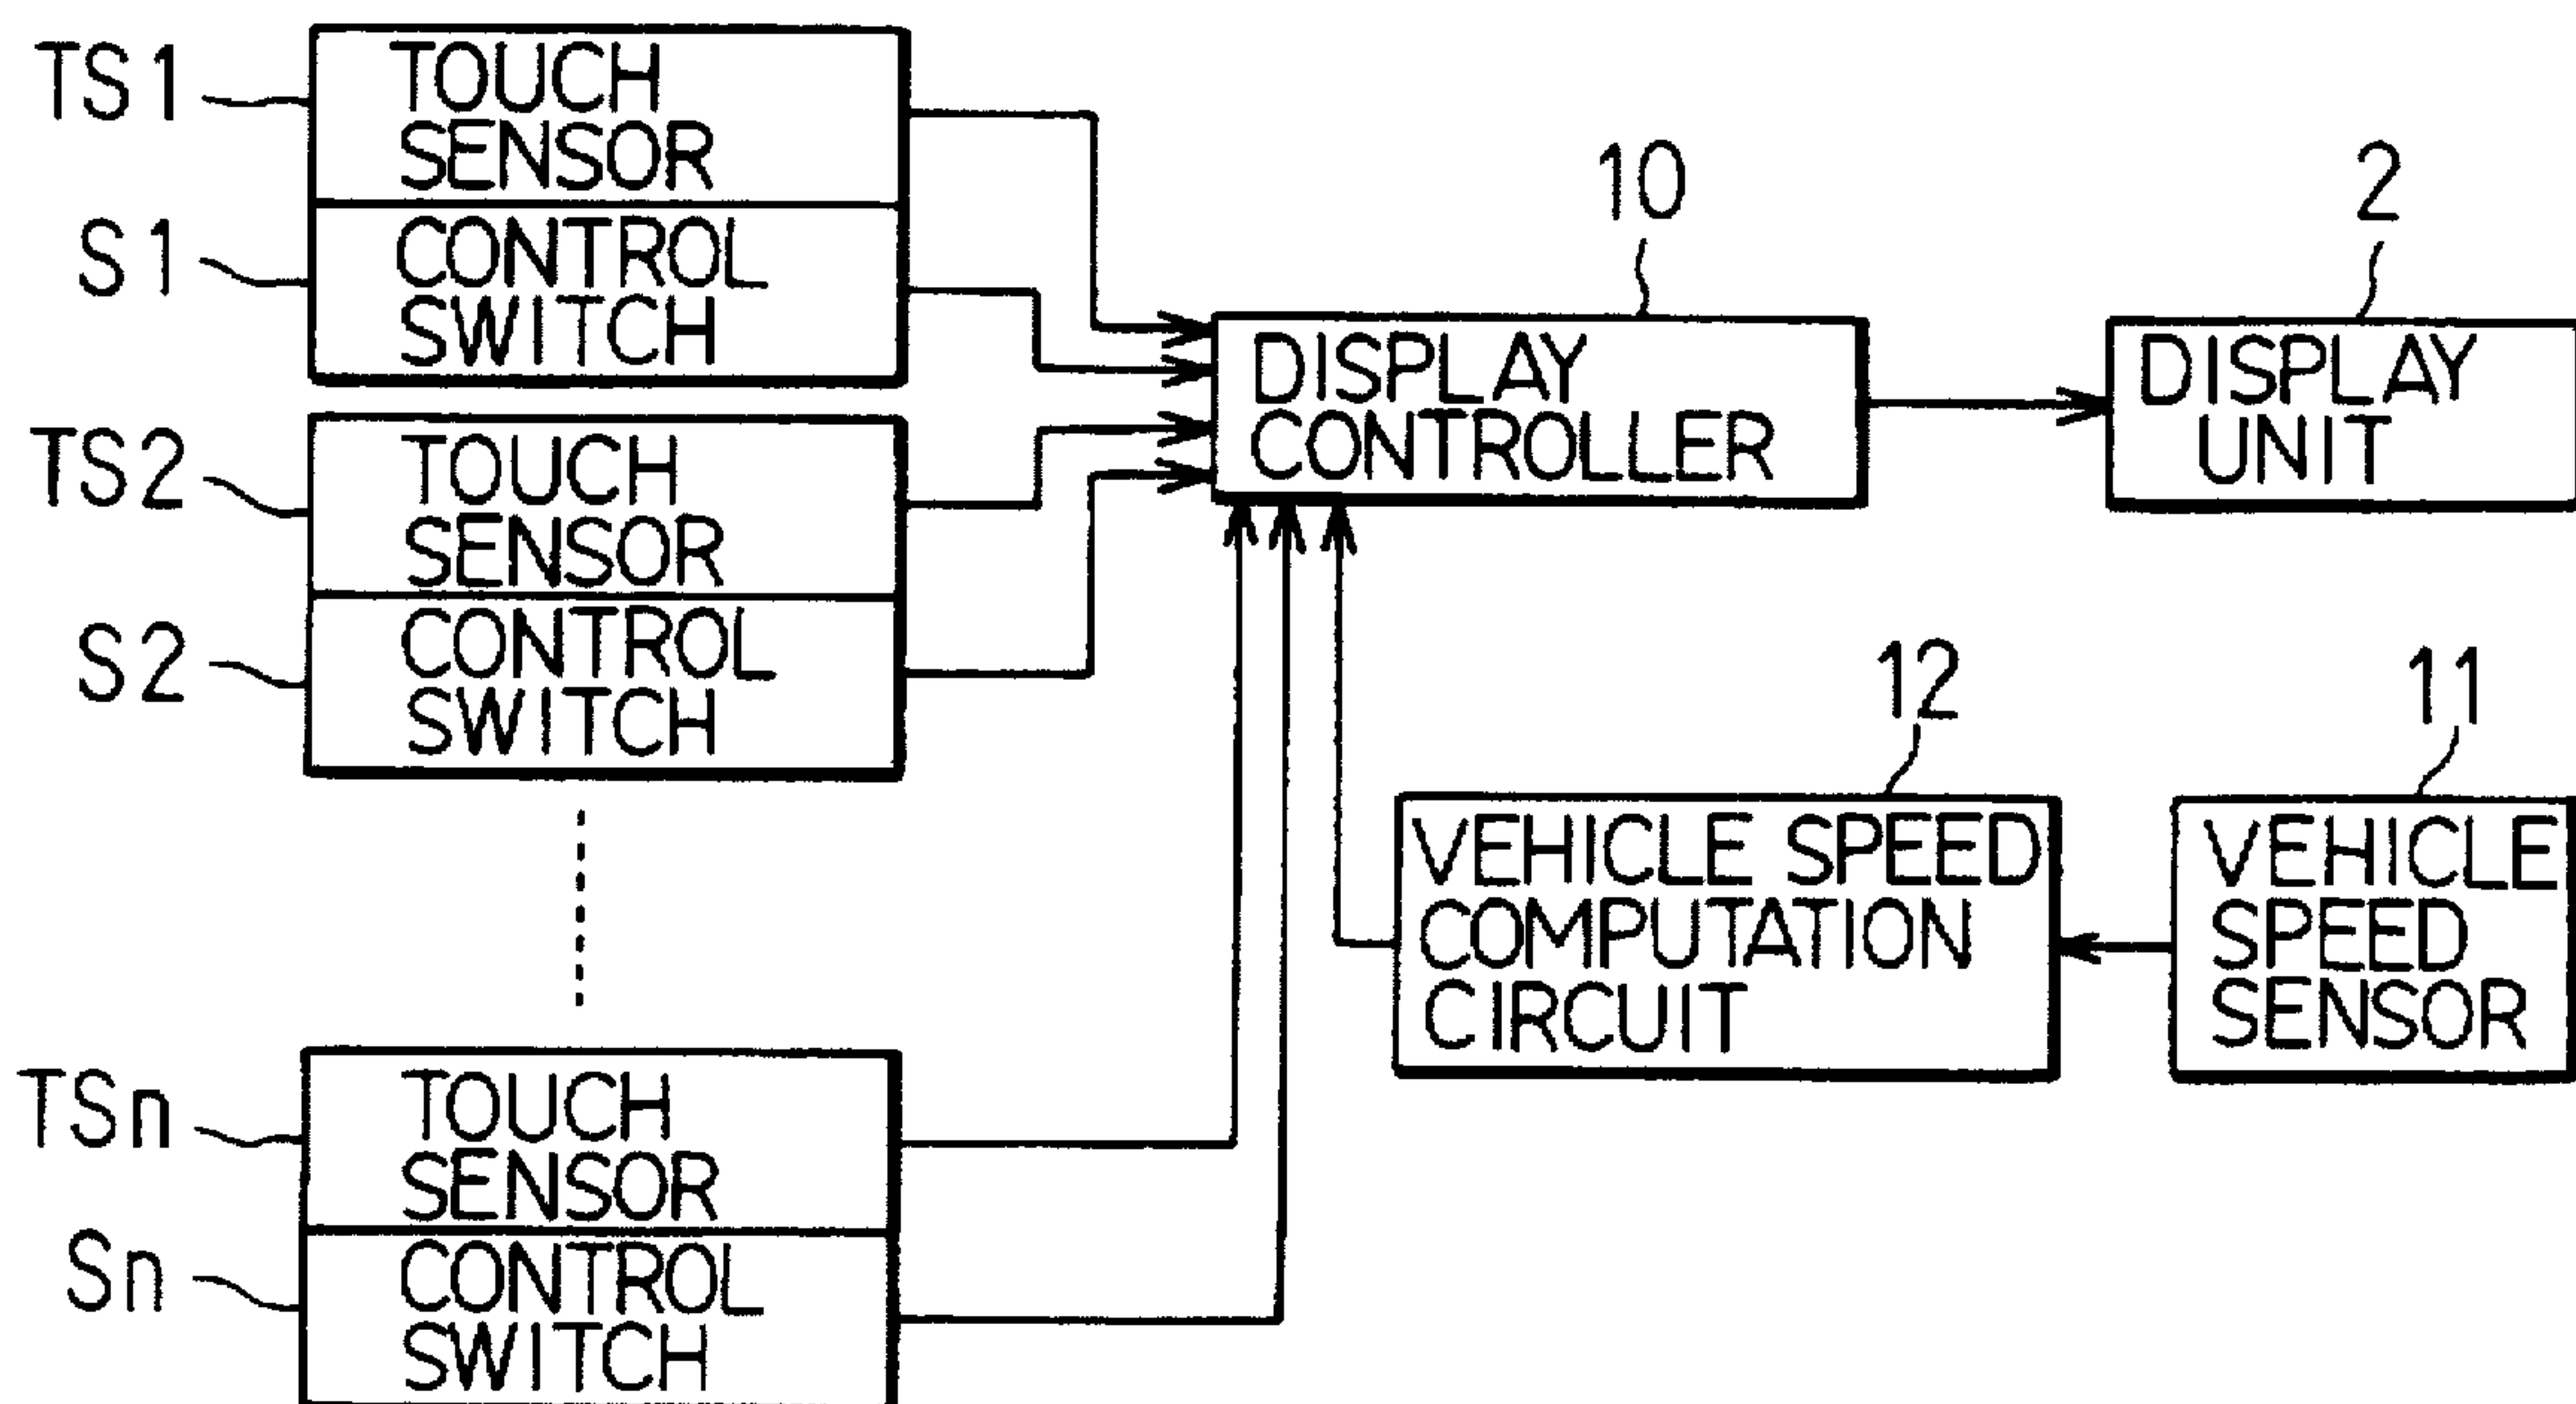 TS1
TOUCH
SENSOR
S1
CONTROL
SWITCH
TS2
TOUCH
SENSOR
S2
CONTROL
SWITCH
TSn
TOUCH
SENSOR
Sn
CONTROL
SWITCH
10
DISPLAY
CONTROLLER
2
DISPLAY
UNIT
12
VEHICLE SPEED
COMPUTATION
CIRCUIT
11
VEHICLE
SPEED
SENSOR